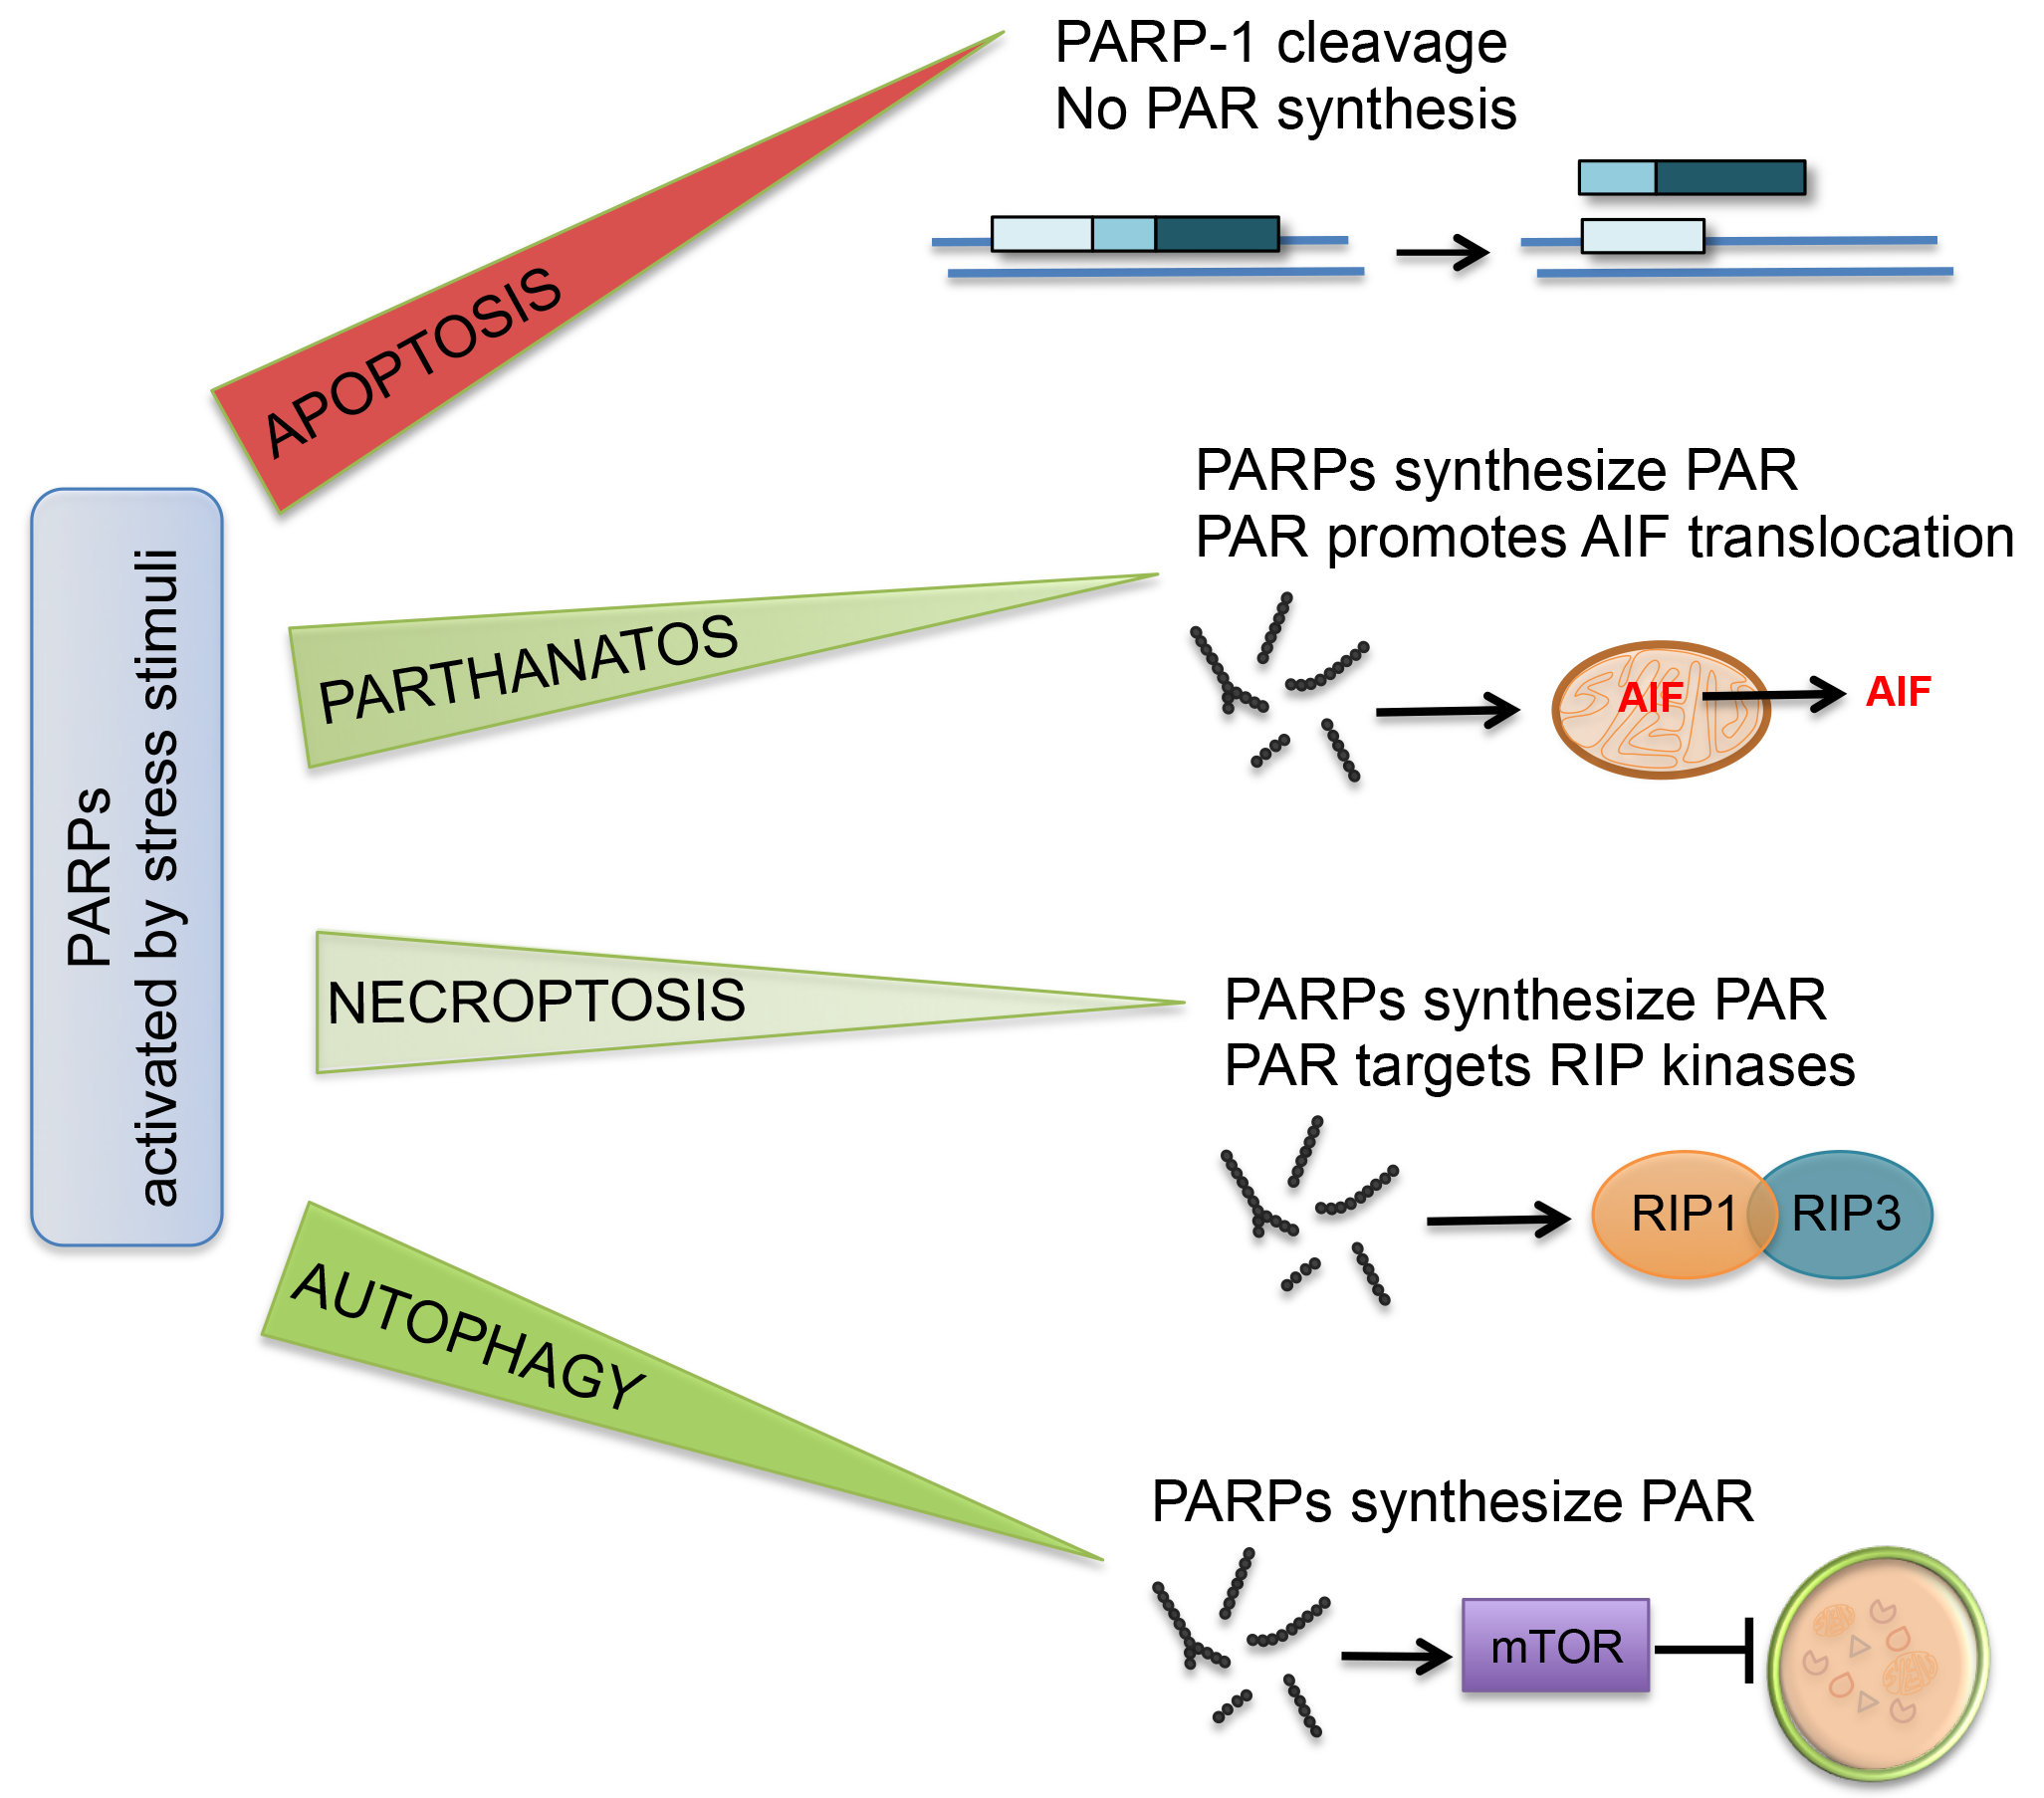 PARPs
activated by stress stimuli
APOPTOSIS
PARP-1 cleavage
No PAR synthesis
PARTHANATOS
PARPs synthesize PAR
PAR promotes AIF translocation
AIF
AIF
NECROPTOSIS
PARPs synthesize PAR
PAR targets RIP kinases
RIP1
RIP3
AUTOPHAGY
PARPs synthesize PAR
mTOR